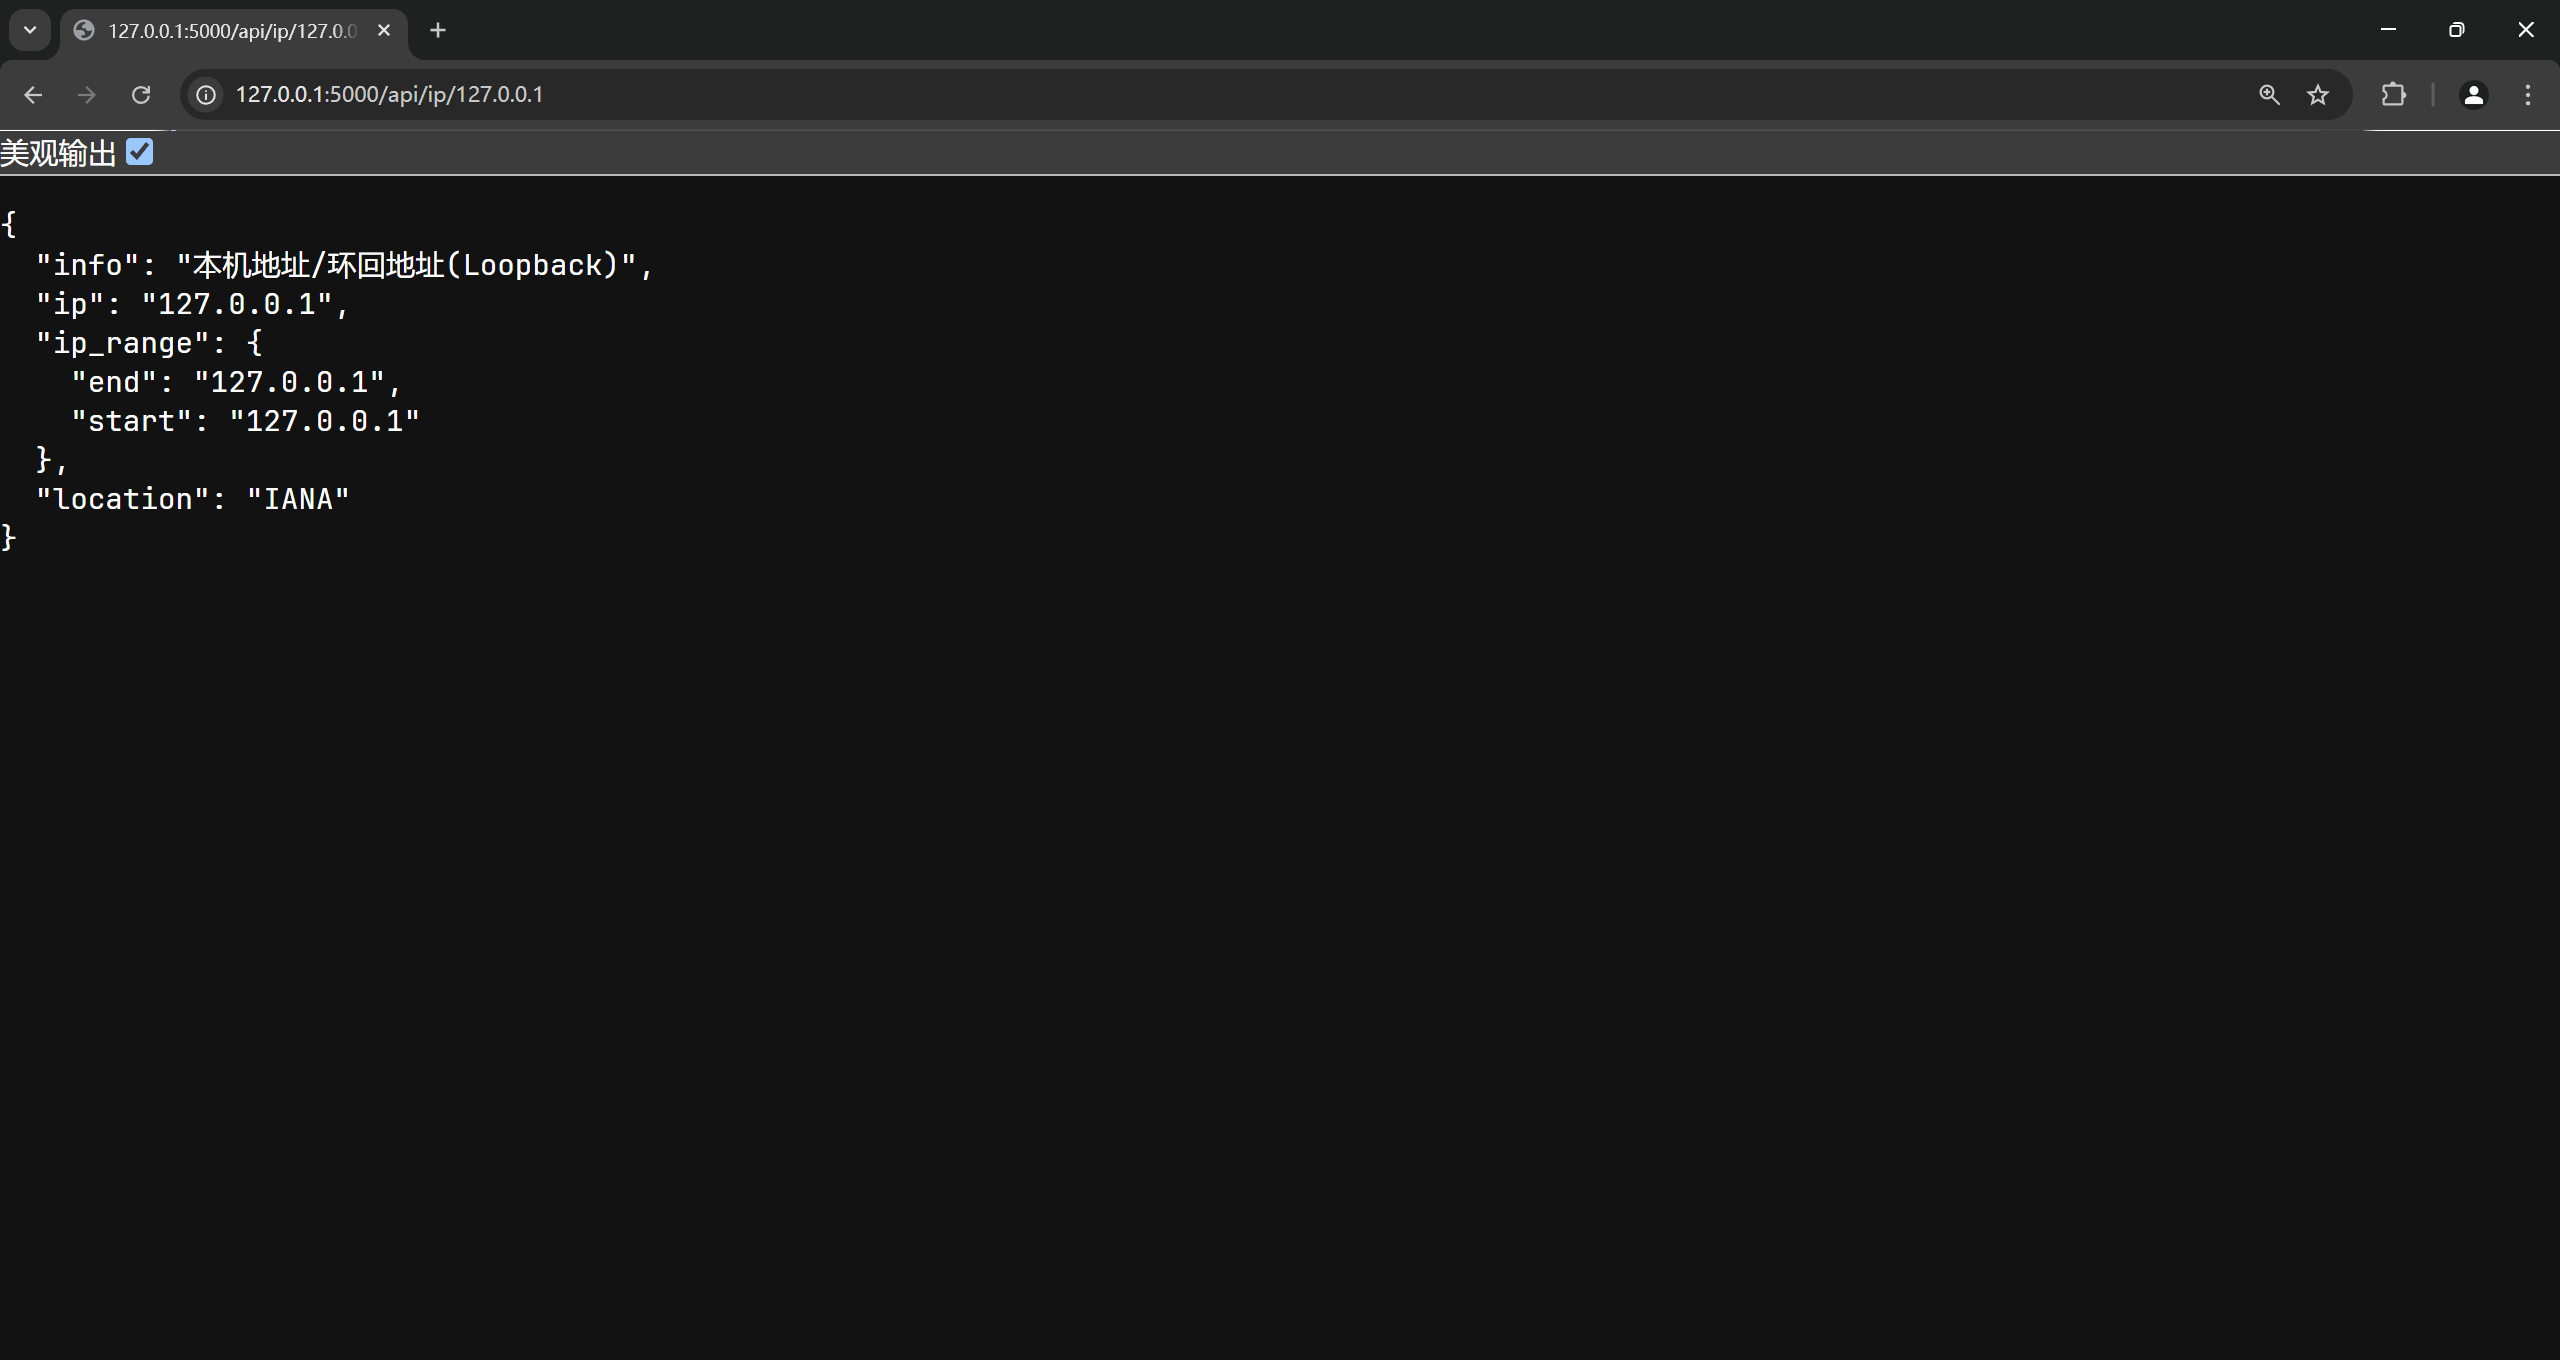 127.0.0.1:5000/api/ip/127.0.0
127.0.0.1:5000/api/ip/127.0.0.1
美观输出
{
  "info": "本机地址/环回地址(Loopback)",
  "ip": "127.0.0.1",
  "ip_range": {
    "end": "127.0.0.1",
    "start": "127.0.0.1"
  },
  "location": "IANA"
}